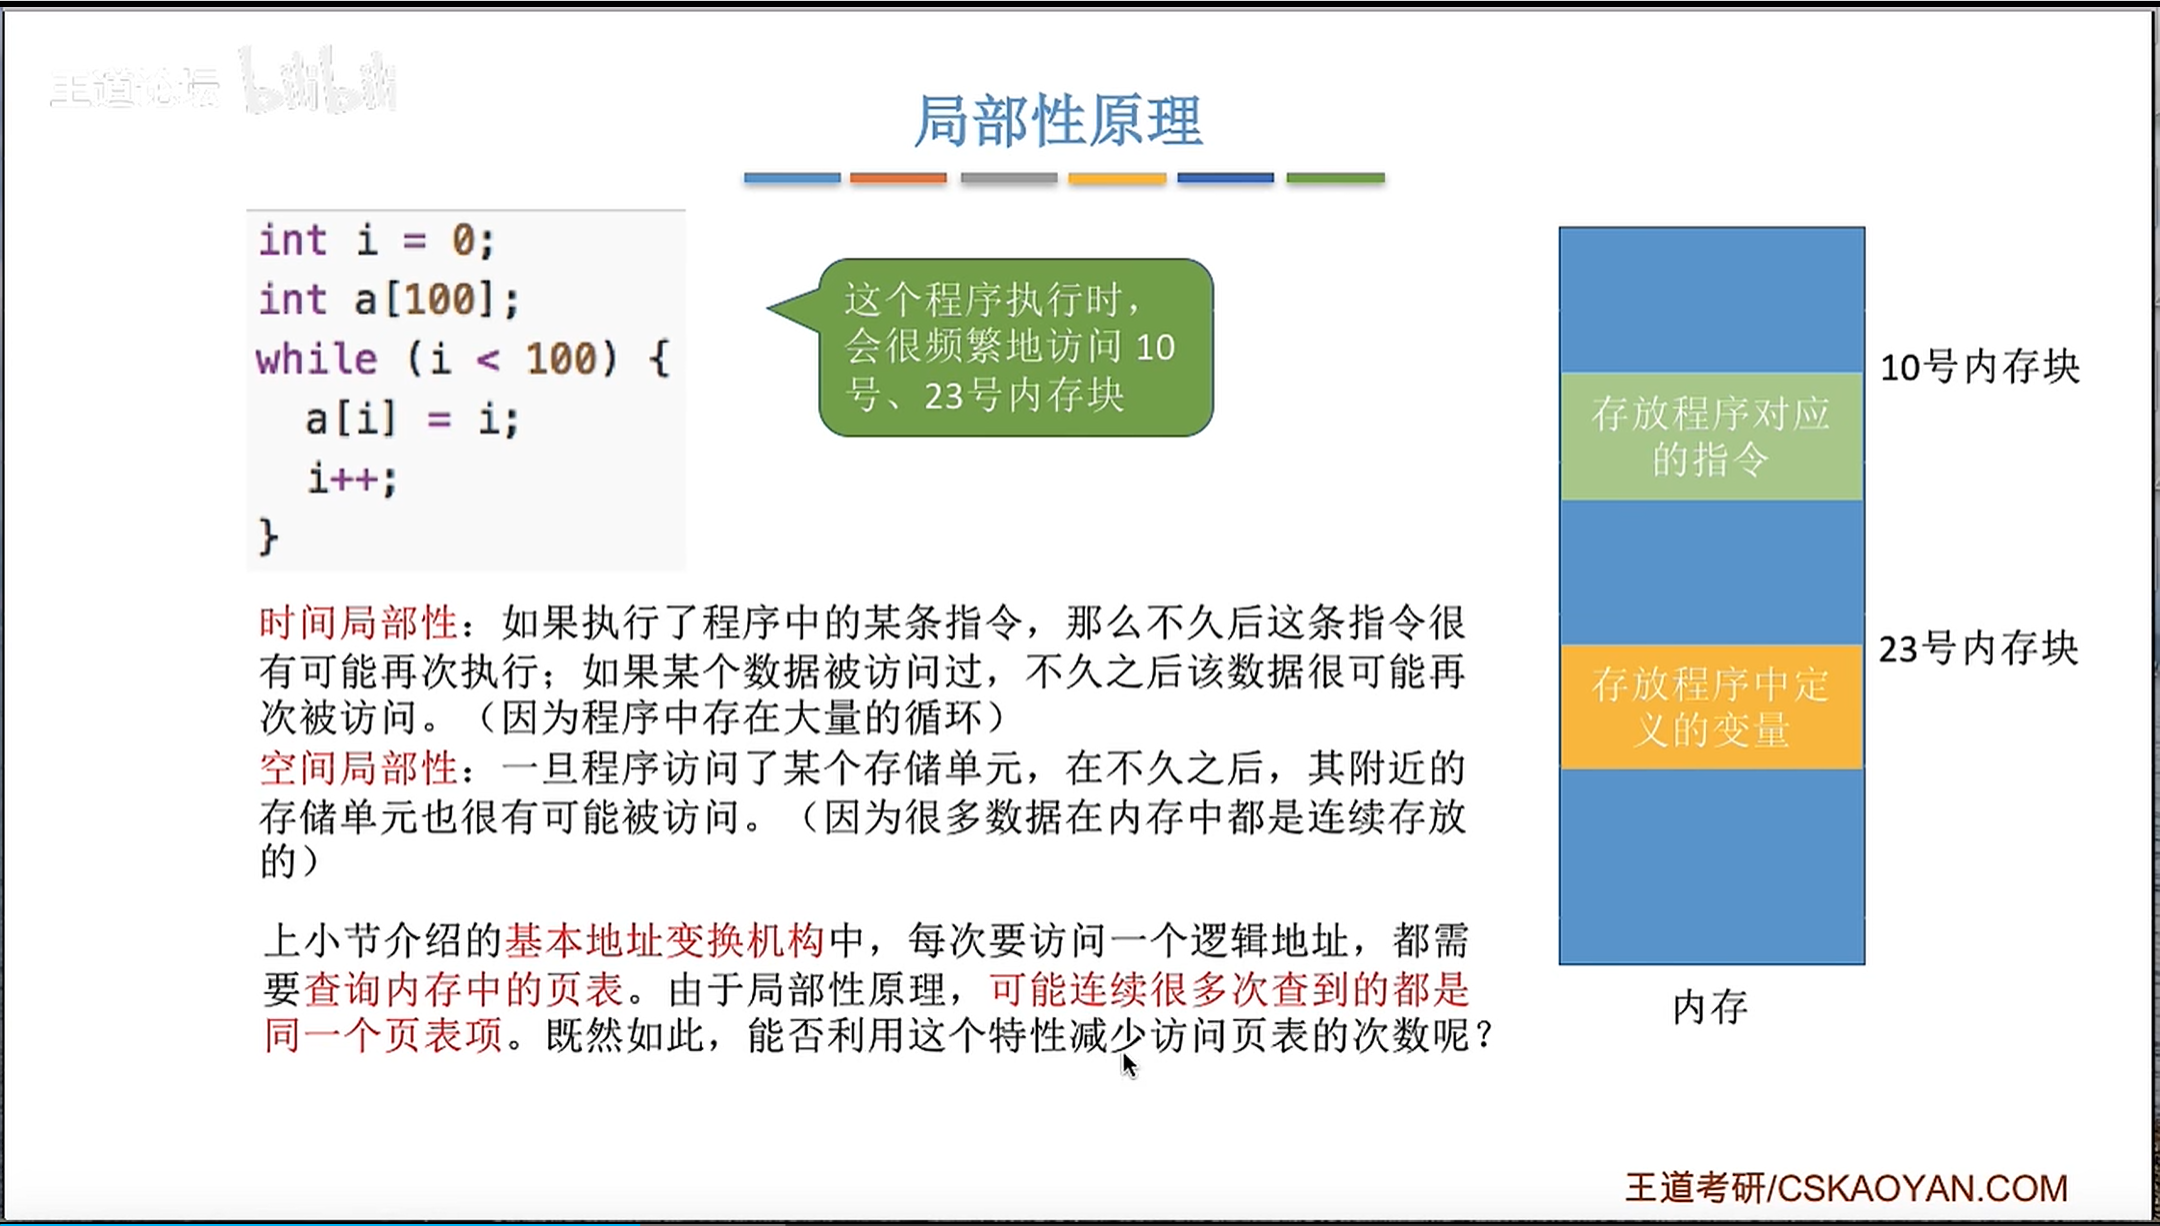 王道论坛 bilibili
局部性原理
int i = 0;
int a[100];
while (i < 100) {
a[i] = i;
i++;
}
这个程序执行时，
会很频繁地访问 10
号、23号内存块
10号内存块
存放程序对应
的指令
23号内存块
存放程序中定
义的变量
内存
时间局部性：如果执行了程序中的某条指令，那么不久后这条指令很
有可能再次执行；如果某个数据被访问过，不久之后该数据很可能再
次被访问。（因为程序中存在大量的循环）
空间局部性：一旦程序访问了某个存储单元，在不久之后，其附近的
存储单元也很有可能被访问。（因为很多数据在内存中都是连续存放
的）
上小节介绍的基本地址变换机构中，每次要访问一个逻辑地址，都需
要查询内存中的页表。由于局部性原理，可能连续很多次查到的都是
同一个页表项。既然如此，能否利用这个特性减少访问页表的次数呢？
王道考研/CSKAOYAN.COM